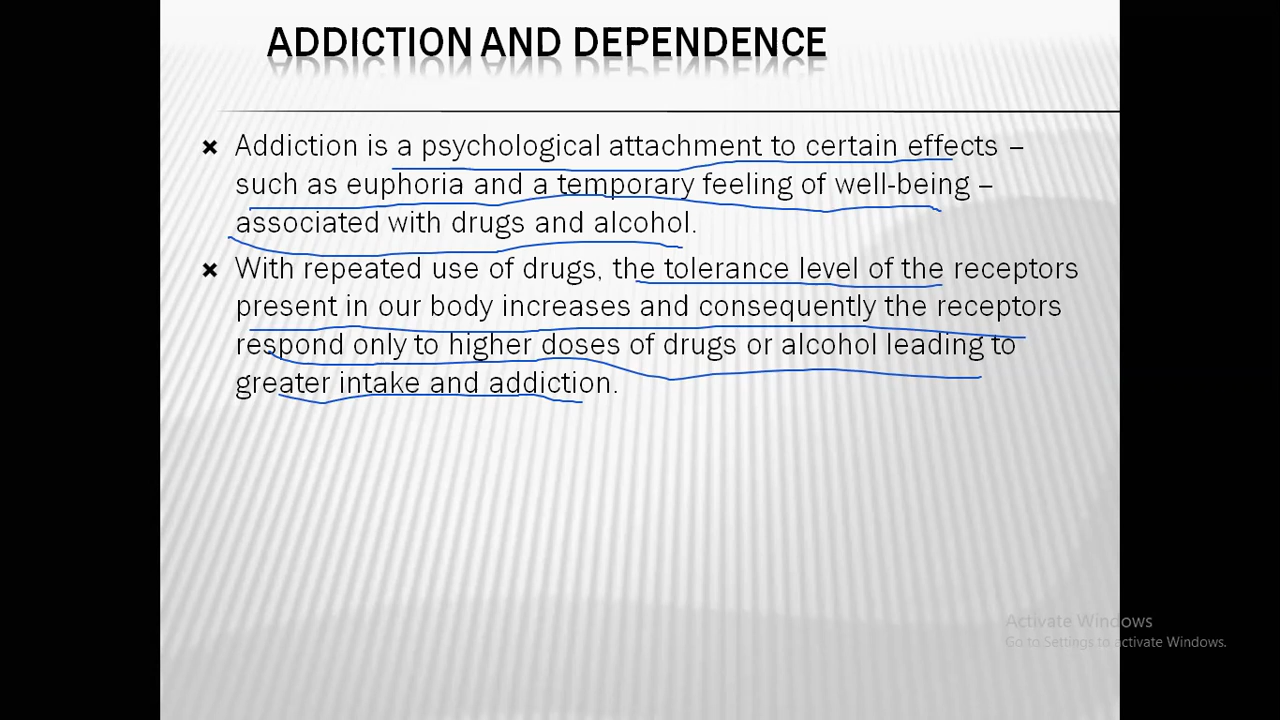 ADDICTION AND DEPENDENCE
Addiction is a psychological attachment to certain effects –
such as euphoria and a temporary feeling of well-being –
associated with drugs and alcohol.
With repeated use of drugs, the tolerance level of the receptors
present in our body increases and consequently the receptors
respond only to higher doses of drugs or alcohol leading to
greater intake and addiction.
Activate Windows
Go to Settings to activate Windows.